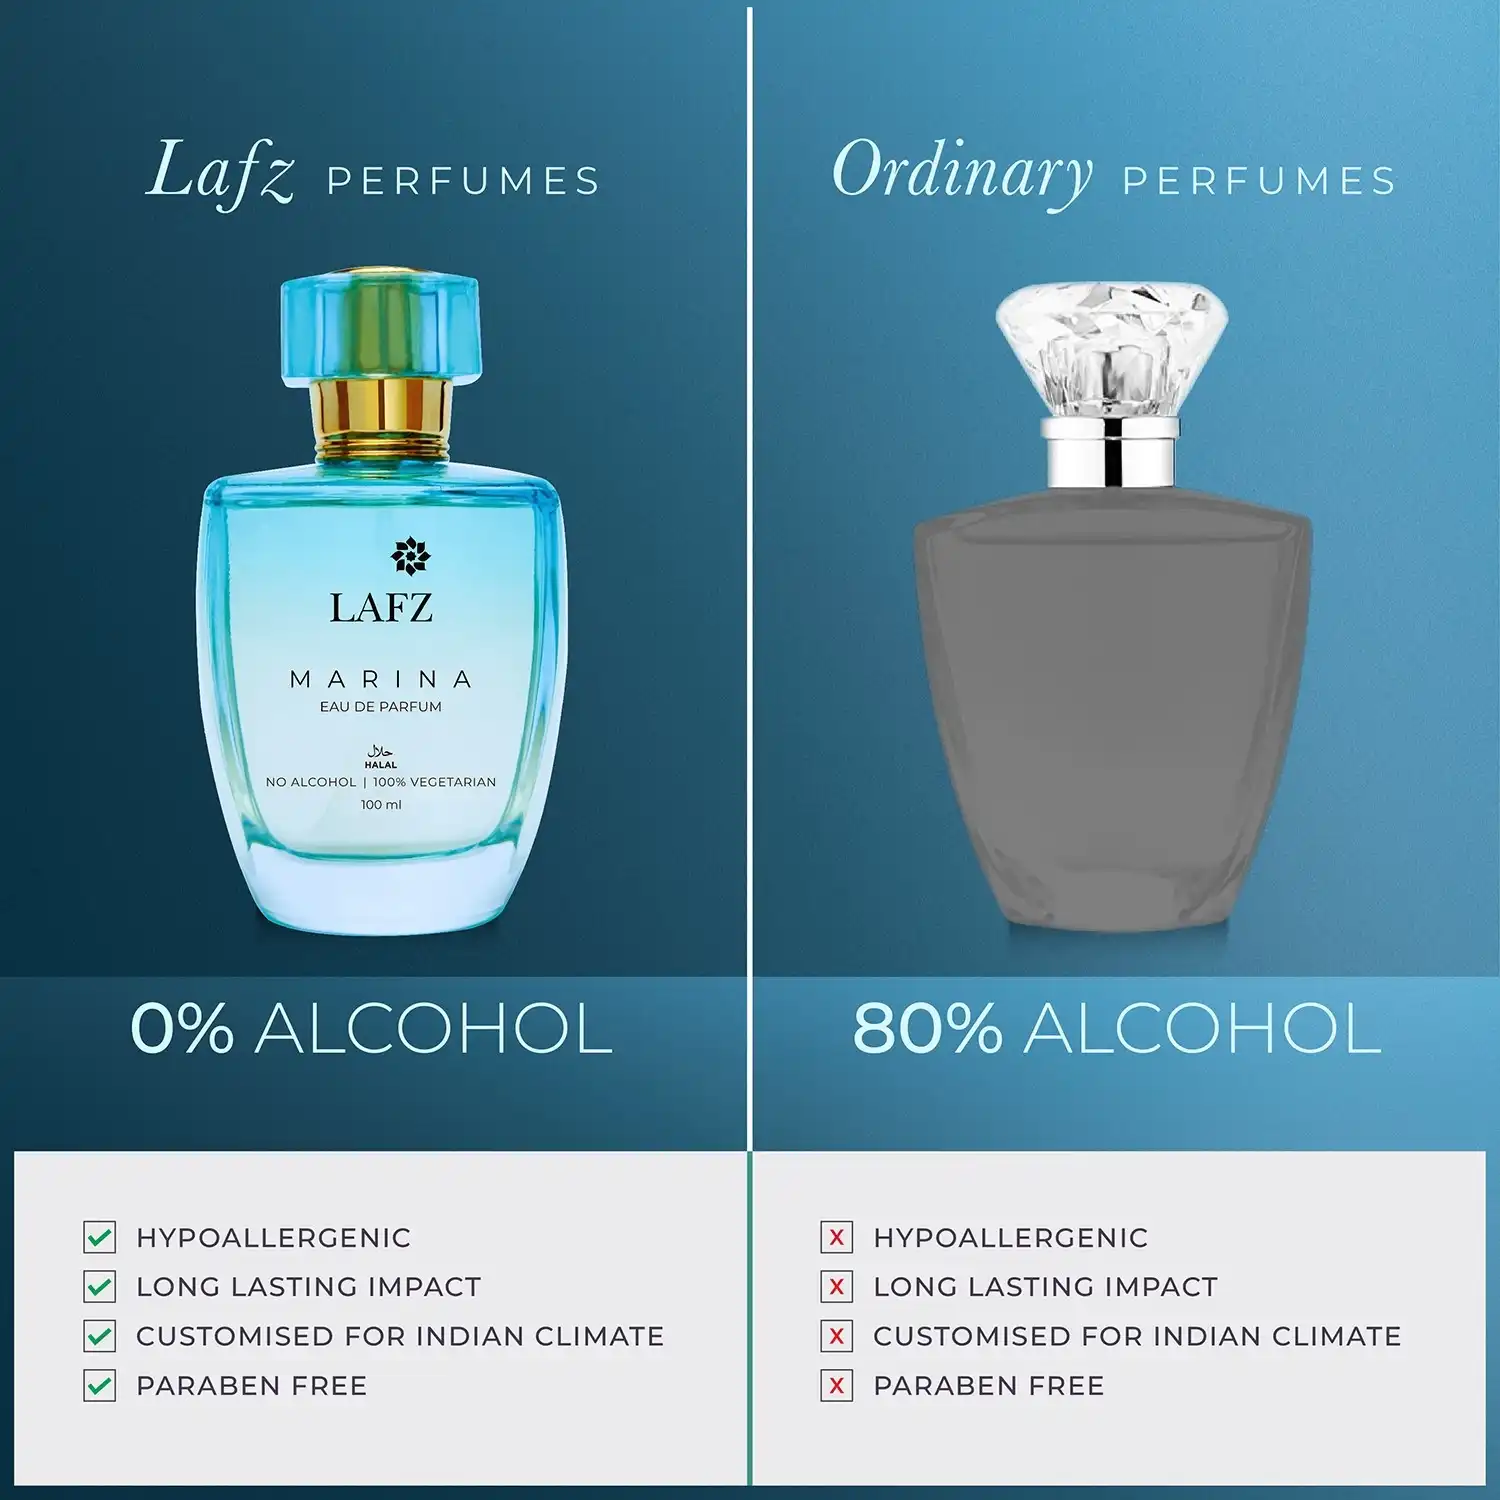 Lafz PERFUMES
LAFZ
MARINA
EAU DE PARFUM
حلال
HALAL
NO ALCOHOL | 100% VEGETARIAN
100 ml
0% ALCOHOL
HYPOALLERGENIC
LONG LASTING IMPACT
CUSTOMISED FOR INDIAN CLIMATE
PARABEN FREE
Ordinary PERFUMES
80% ALCOHOL
X HYPOALLERGENIC
X LONG LASTING IMPACT
X CUSTOMISED FOR INDIAN CLIMATE
X PARABEN FREE